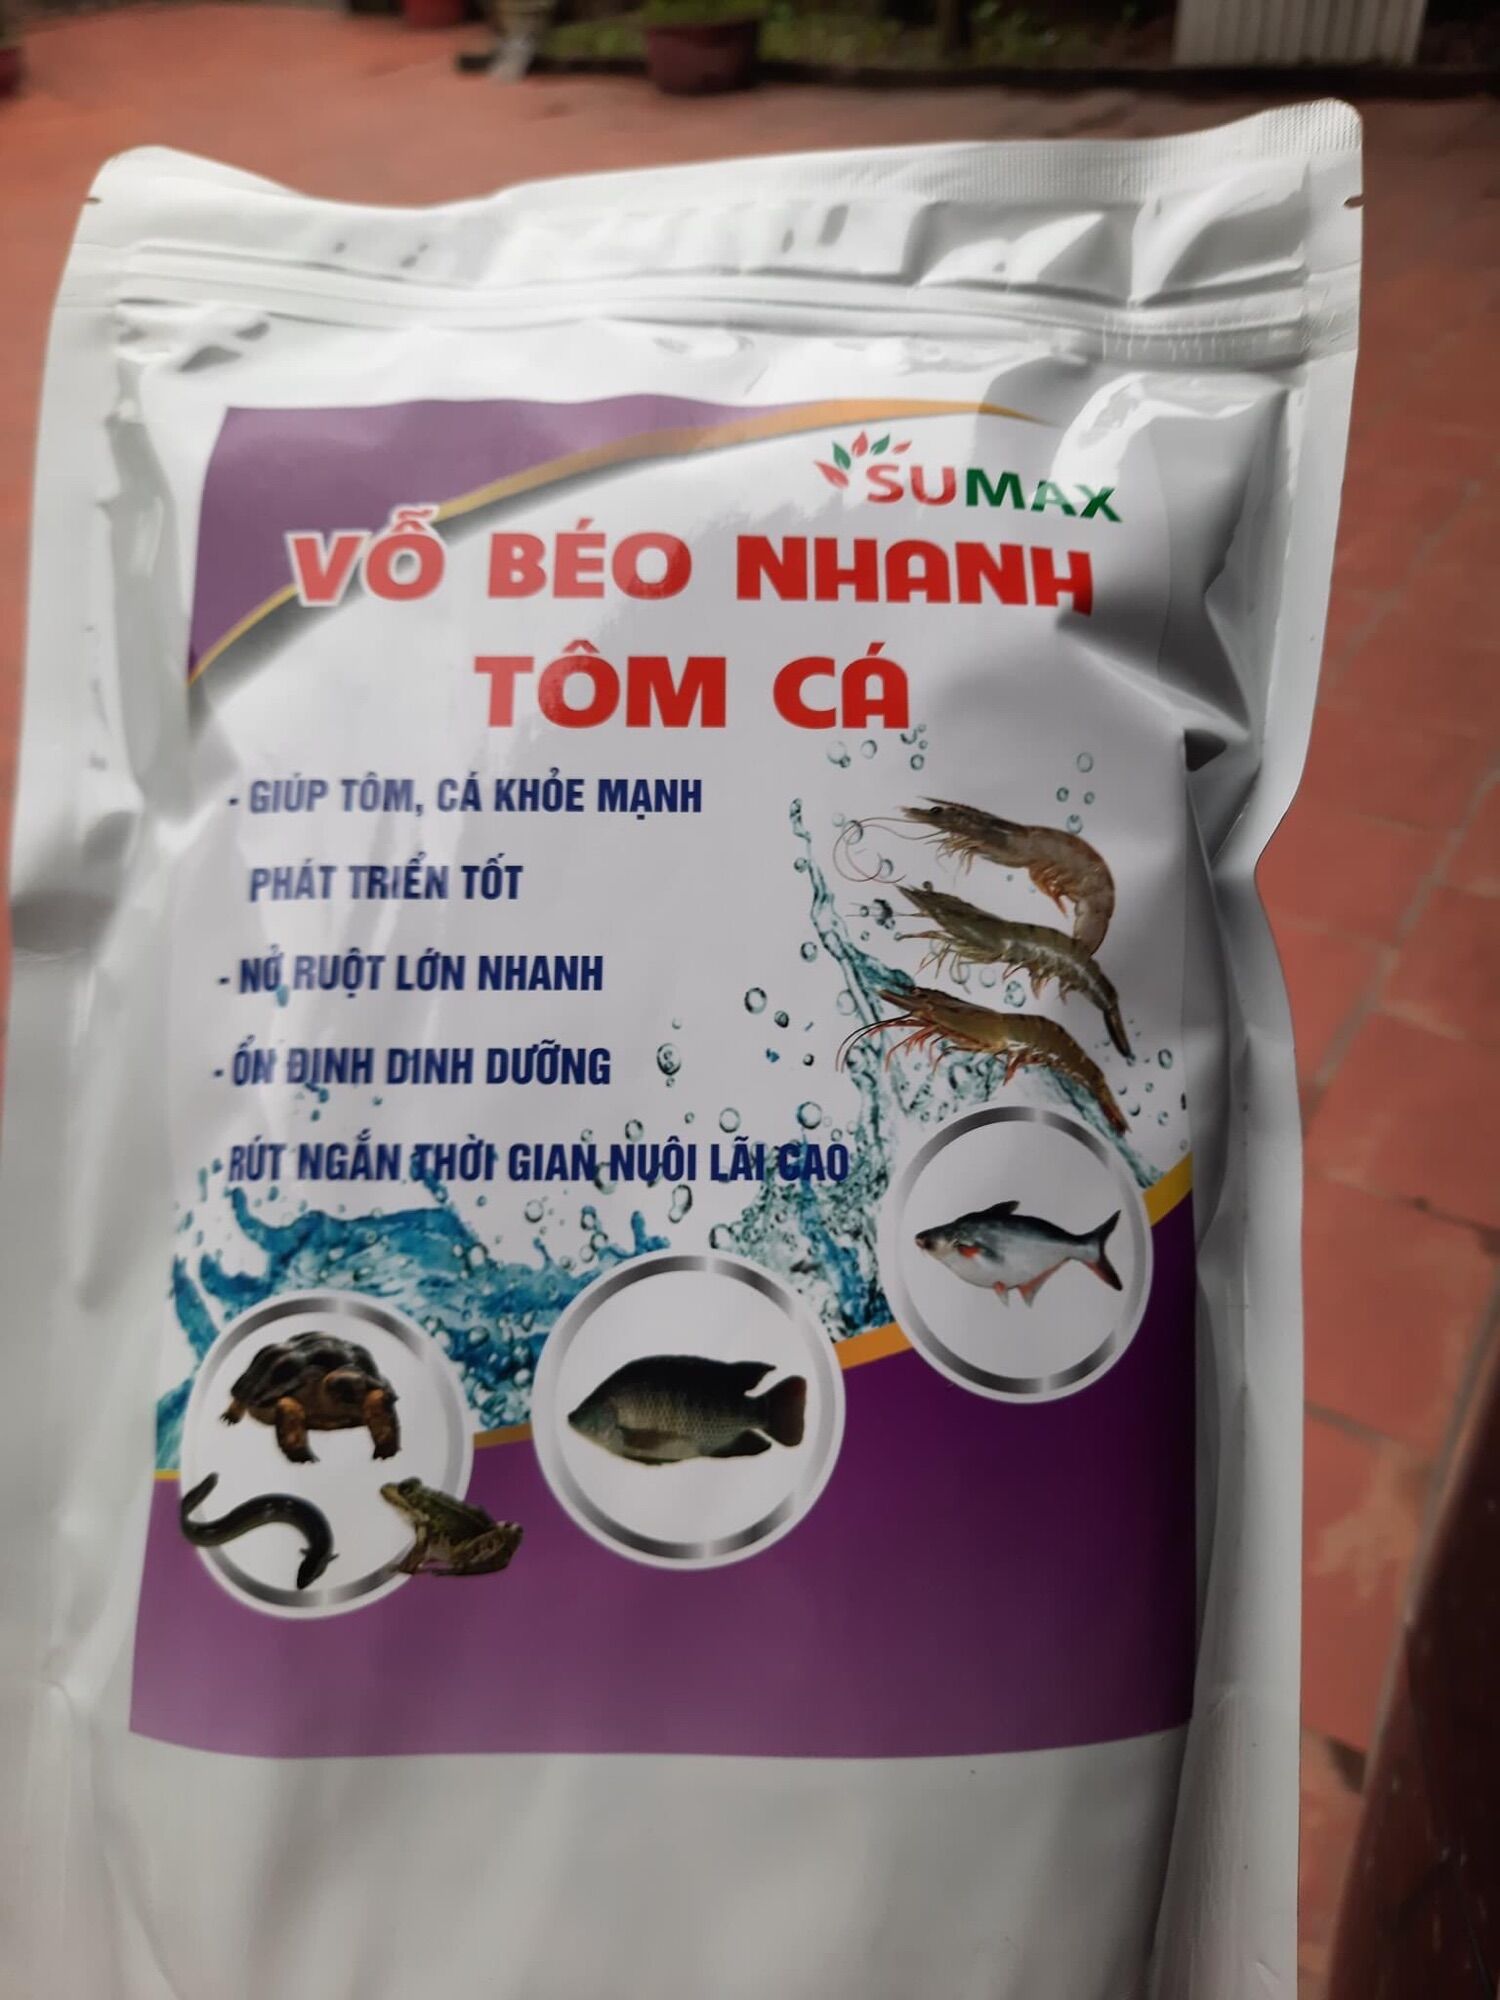 SUMAX
VỖ BÉO NHANH
TÔM CÁ
- GIÚP TÔM, CÁ KHỎE MẠNH
PHÁT TRIỂN TỐT
- NỞ RUỘT LỚN NHANH
- ỔN ĐỊNH DINH DƯỠNG
- RÚT NGẮN THỜI GIAN NUÔI LÃI CAO